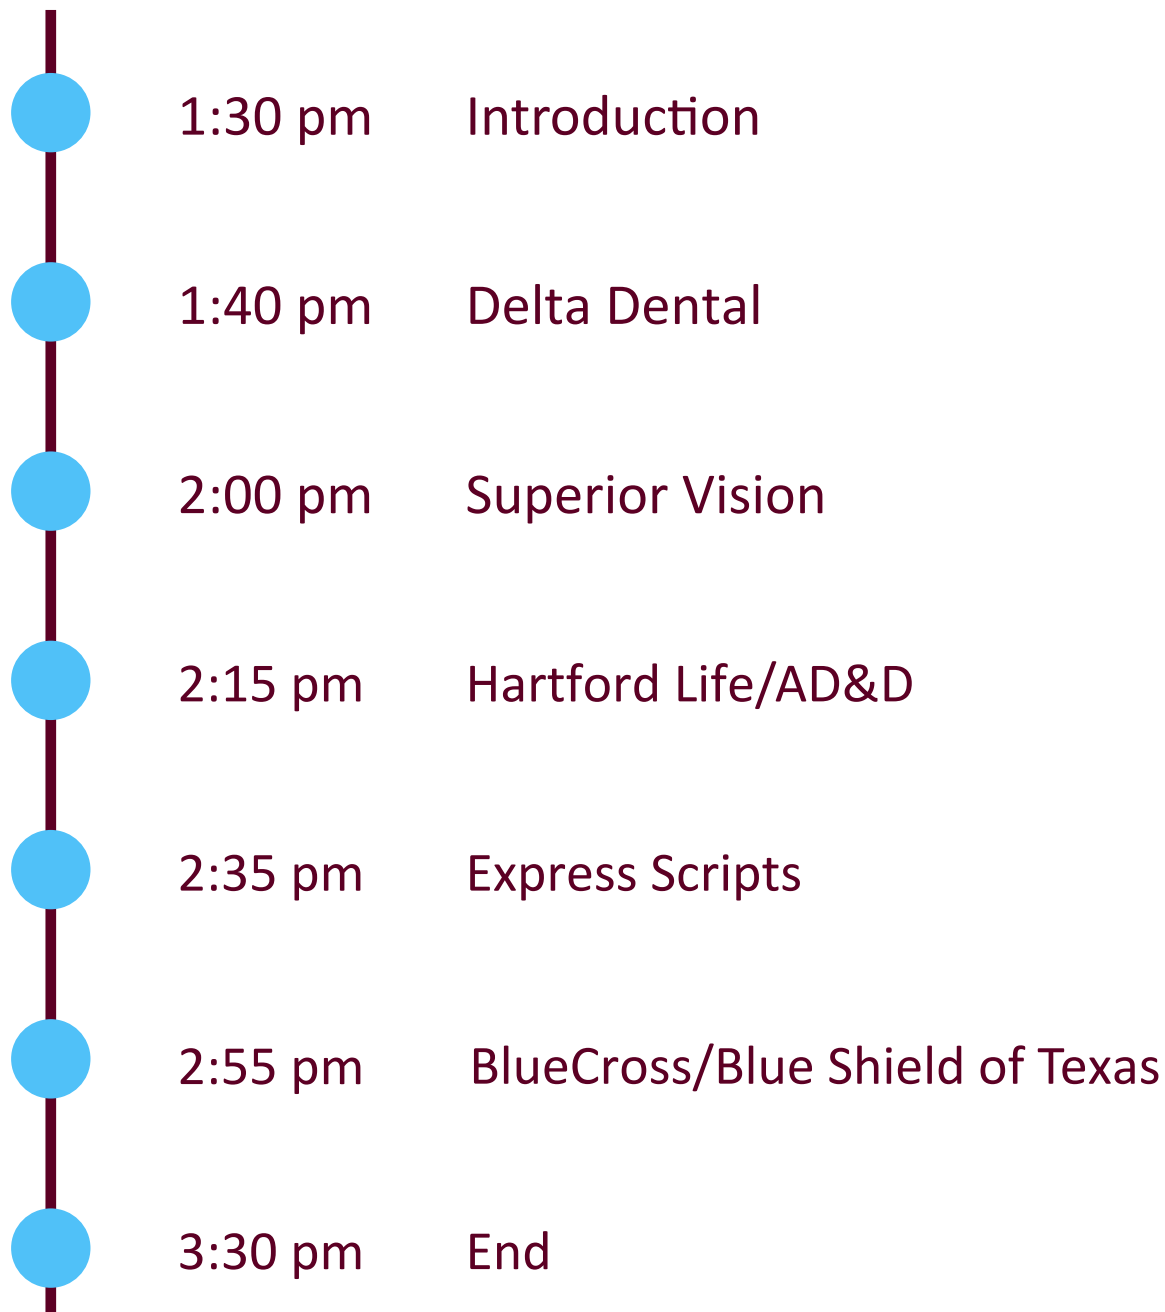 1:30 pm Introduction
1:40 pm Delta Dental
2:00 pm Superior Vision
2:15 pm Hartford Life/AD&D
2:35 pm Express Scripts
2:55 pm BlueCross/Blue Shield of Texas
3:30 pm End